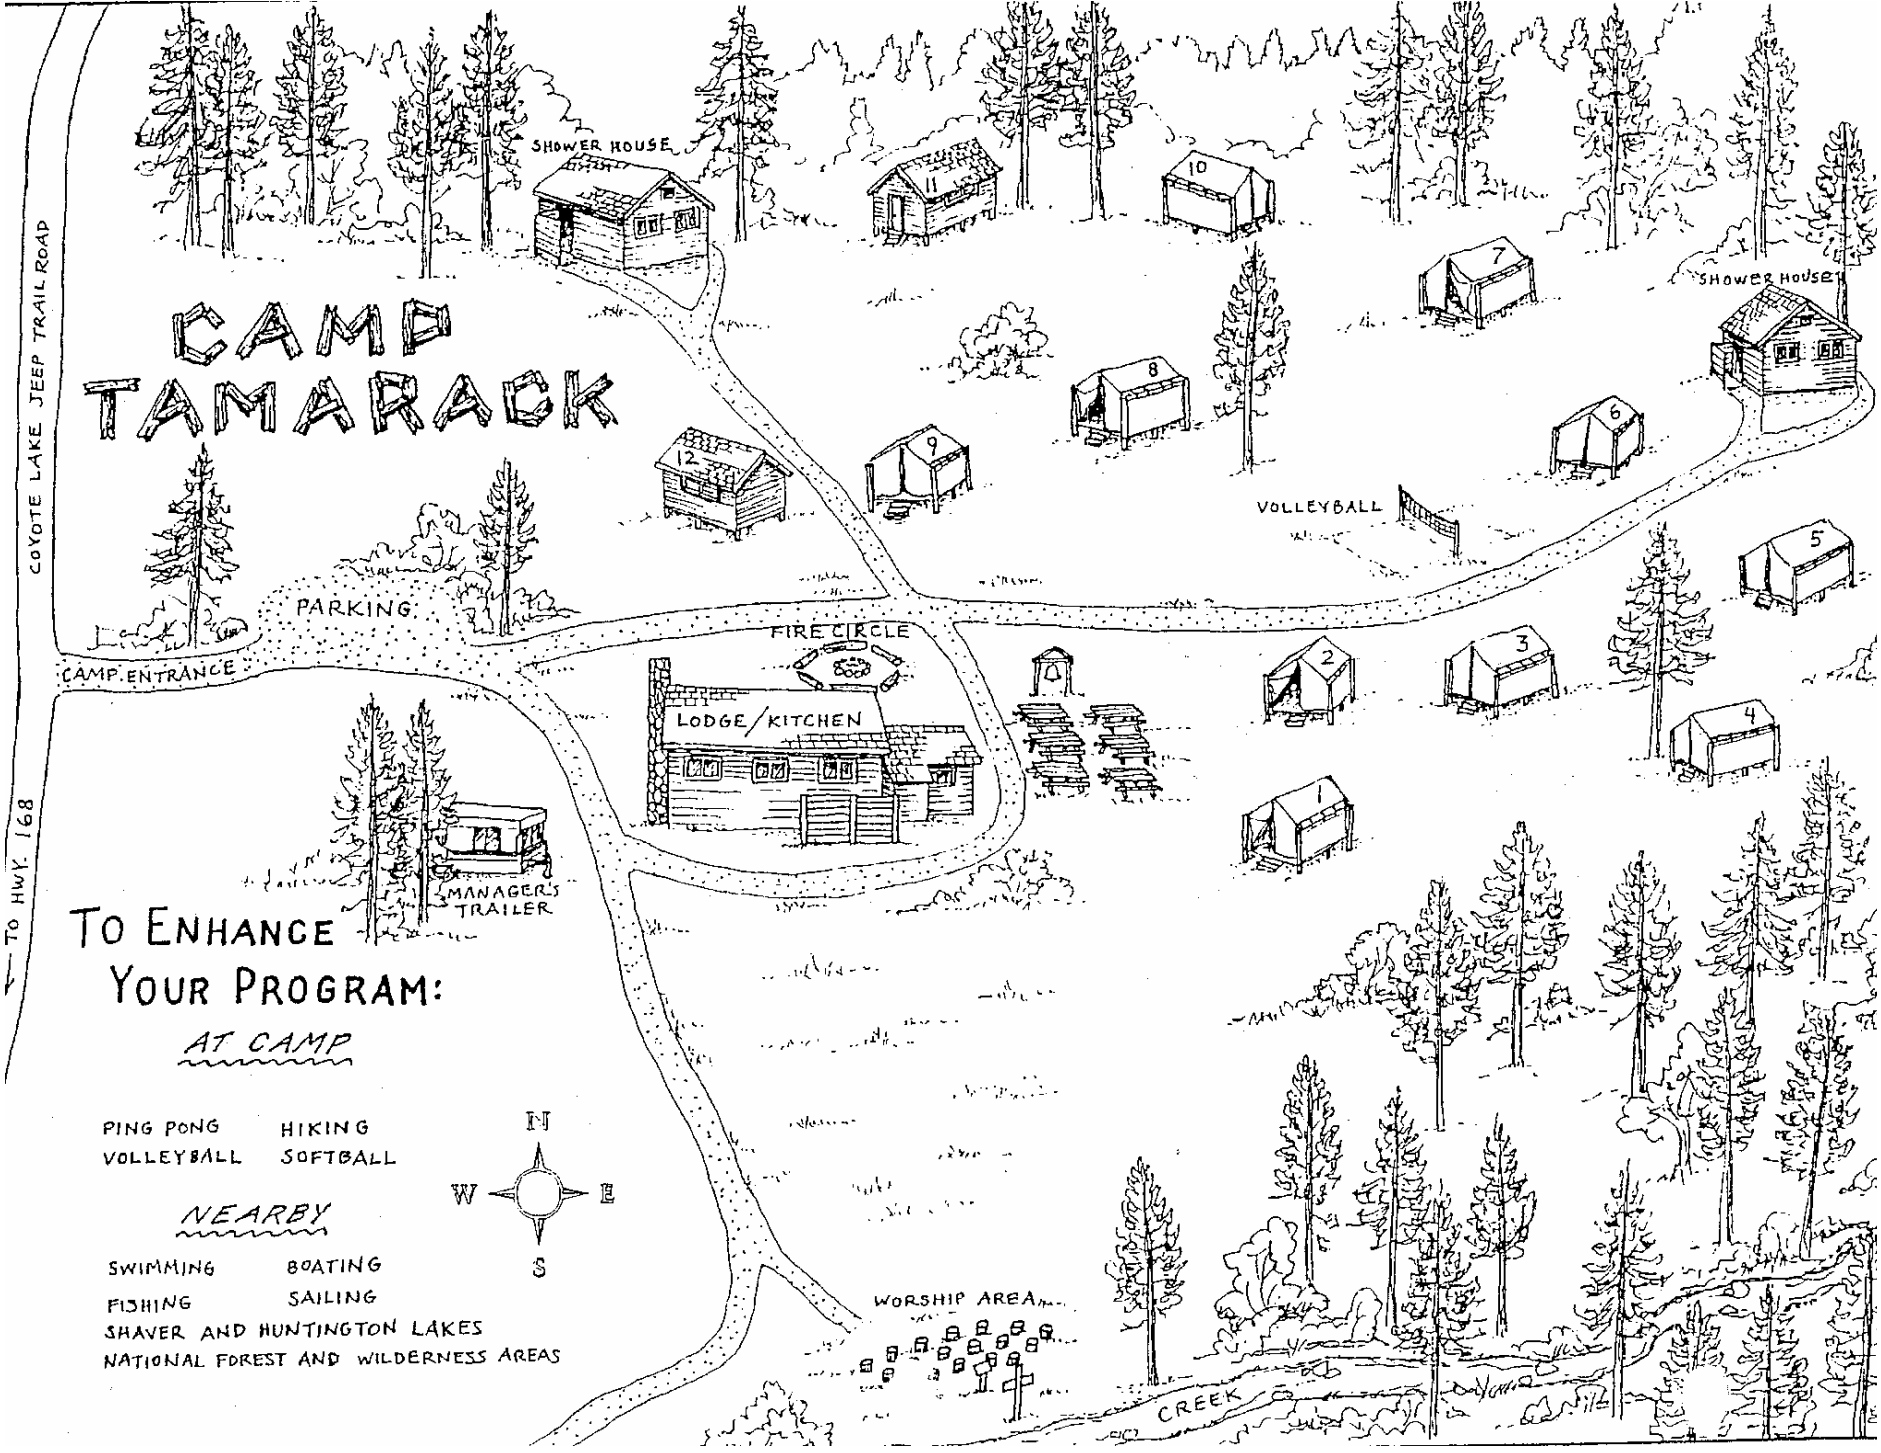 SHOWER HOUSE
11
10
7
SHOWER HOUSE
CAMP
TAMARACK
COYOTE LAKE JEEP TRAIL ROAD
8
6
12
9
VOLLEYBALL
5
PARKING
FIRE CIRCLE
CAMP ENTRANCE
2
3
LODGE/KITCHEN
4
1
← TO HWY. 168
MANAGER'S
TRAILER
TO ENHANCE
YOUR PROGRAM:
AT CAMP
PING PONG HIKING
VOLLEYBALL SOFTBALL
N
W E
S
NEARBY
SWIMMING BOATING
FISHING SAILING
SHAVER AND HUNTINGTON LAKES
NATIONAL FOREST AND WILDERNESS AREAS
WORSHIP AREA
CREEK